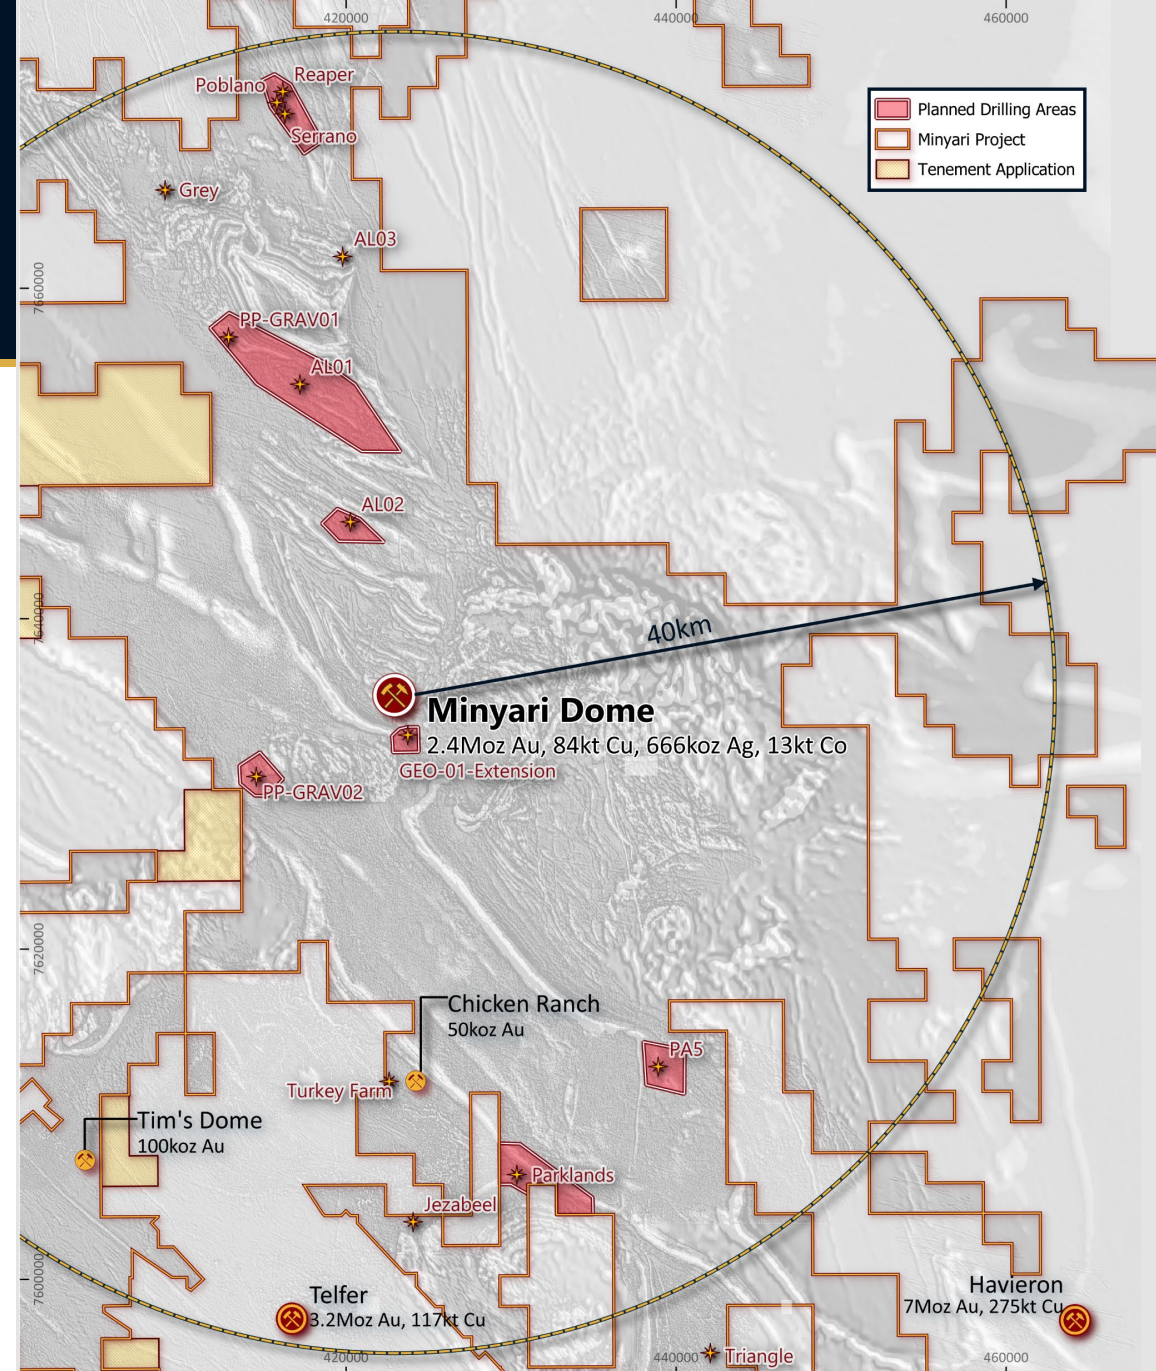 420000
440000
460000
Reaper
Poblano
Serrano
Planned Drilling Areas
Minyari Project
Tenement Application
Grey
AL03
7660000
PP-GRAV01
AL01
AL02
7640000
40km
Minyari Dome
2.4Moz Au, 84kt Cu, 666koz Ag, 13kt Co
GEO-01-Extension
PP-GRAV02
7620000
Chicken Ranch
50koz Au
PA5
Turkey Farm
Tim's Dome
100koz Au
Parklands
Jezabeel
7600000
Telfer
3.2Moz Au, 117kt Cu
Havieron
7Moz Au, 275kt Cu
420000
440000
Triangle
460000